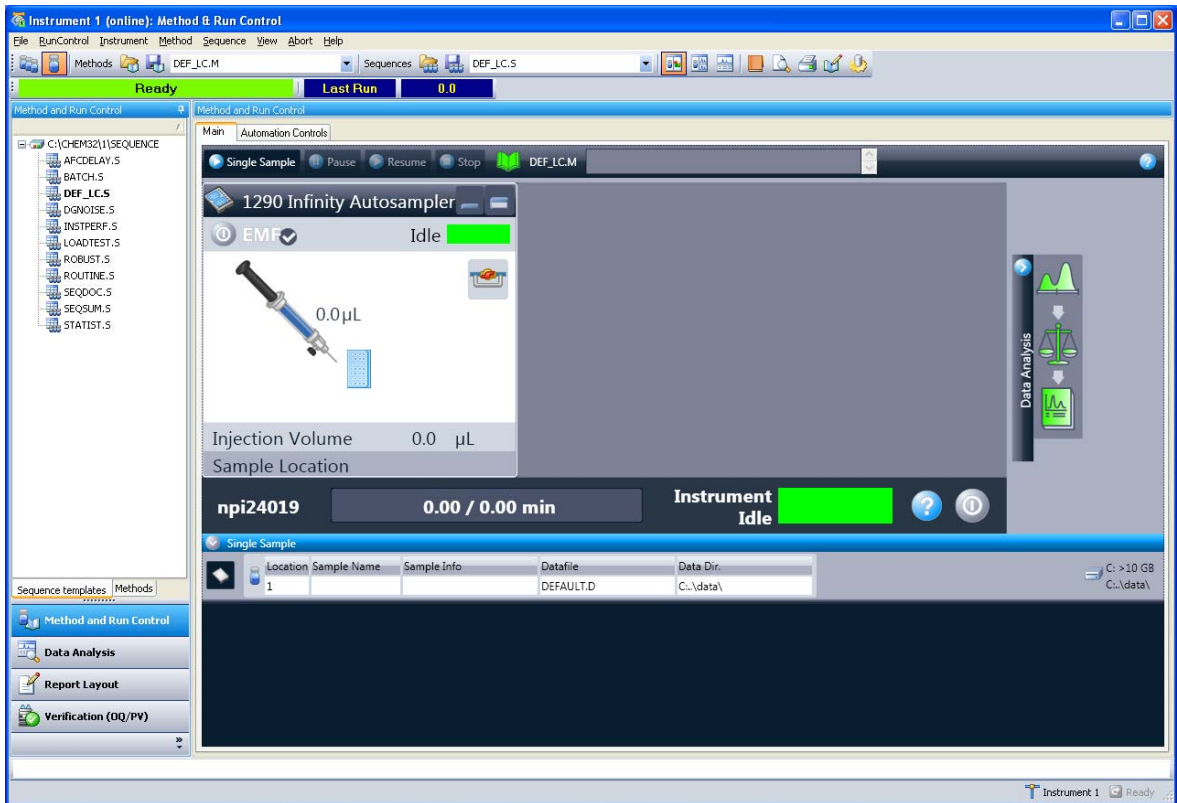 Instrument 1 (online): Method & Run Control
File RunControl Instrument Method Sequence View Abort Help
Methods DEF_LC.M Sequences DEF_LC.S
Ready Last Run 0.0
Method and Run Control
C:\CHEM32\1\SEQUENCE
AFCDELAY.S
BATCH.S
DEF_LC.S
DGNOISE.S
INSTPERF.S
LOADTEST.S
ROBUST.S
ROUTINE.S
SEQDOC.S
SEQSUM.S
STATIST.S
Sequence templates Methods
Method and Run Control
Data Analysis
Report Layout
Verification (OQ/PV)
Method and Run Control
Main Automation Controls
Single Sample Pause Resume Stop DEF_LC.M
1290 Infinity Autosampler
EMF Idle
0.0 µL
Injection Volume 0.0 µL
Sample Location
Data Analysis
npi24019 0.00 / 0.00 min Instrument
Idle
Single Sample
Location Sample Name Sample Info Datafile Data Dir.
1 DEFAULT.D C:..\data\
C: >10 GB
C:..\data\
Instrument 1 Ready